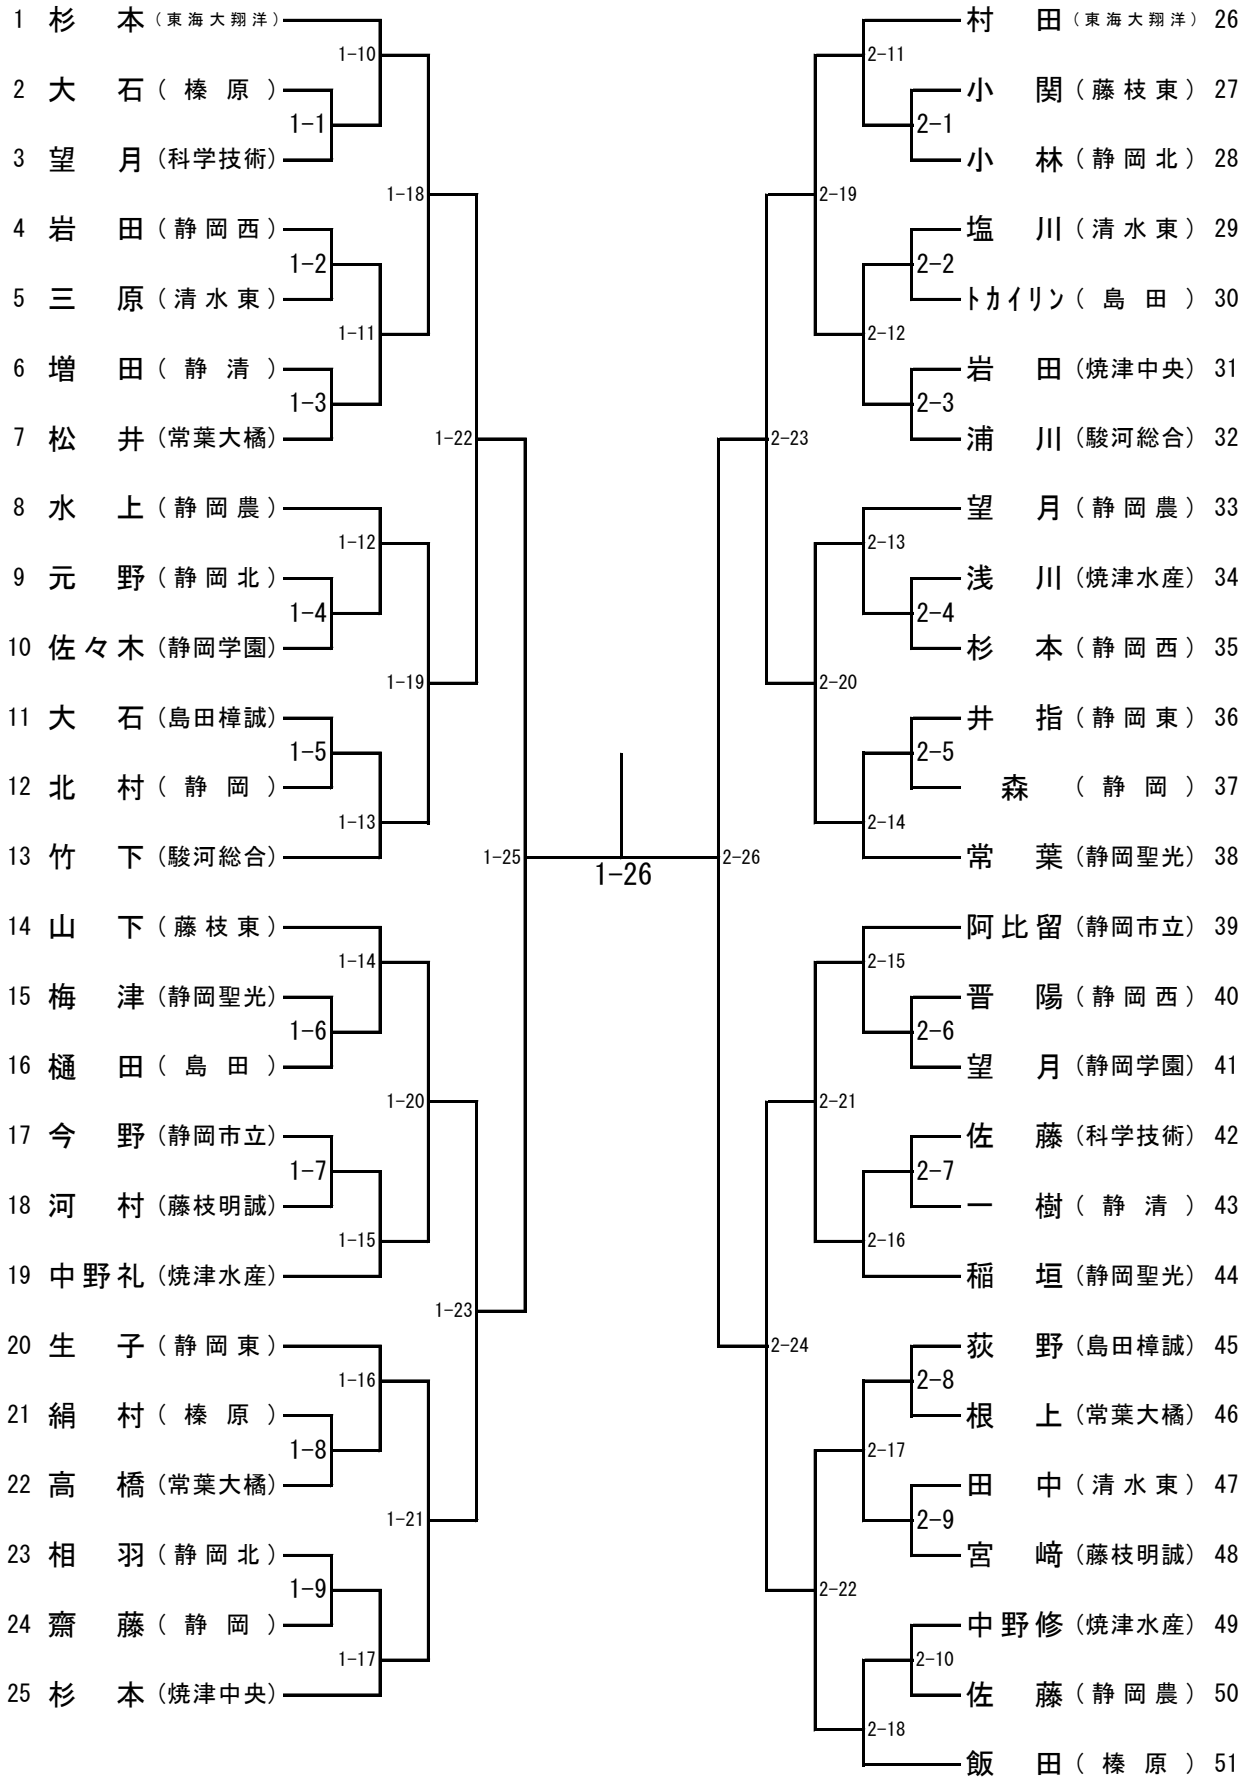 1 杉本（東海大翔洋）
1-10
2 大石（榛原）
1-1
3 望月（科学技術）
1-18
4 岩田（静岡西）
1-2
5 三原（清水東）
1-11
6 増田（静清）
1-3
7 松井（常葉大橘）
1-22
8 水上（静岡農）
1-12
9 元野（静岡北）
1-4
10 佐々木（静岡学園）
1-19
11 大石（島田樟誠）
1-5
12 北村（静岡）
1-13
13 竹下（駿河総合）
1-25
14 山下（藤枝東）
1-14
15 梅津（静岡聖光）
1-6
16 樋田（島田）
1-20
17 今野（静岡市立）
1-7
18 河村（藤枝明誠）
1-15
19 中野礼（焼津水産）
1-23
20 生子（静岡東）
1-16
21 絹村（榛原）
1-8
22 高橋（常葉大橘）
1-21
23 相羽（静岡北）
1-9
24 齋藤（静岡）
1-17
25 杉本（焼津中央）
1-26
村田（東海大翔洋） 26
2-11
小関（藤枝東） 27
2-1
小林（静岡北） 28
2-19
塩川（清水東） 29
2-2
トカイリン（島田） 30
2-12
岩田（焼津中央） 31
2-3
浦川（駿河総合） 32
2-23
望月（静岡農） 33
2-13
浅川（焼津水産） 34
2-4
杉本（静岡西） 35
2-20
井指（静岡東） 36
2-5
森（静岡） 37
2-14
常葉（静岡聖光） 38
2-26
阿比留（静岡市立） 39
2-15
晋陽（静岡西） 40
2-6
望月（静岡学園） 41
2-21
佐藤（科学技術） 42
2-7
一樹（静清） 43
2-16
稲垣（静岡聖光） 44
2-24
荻野（島田樟誠） 45
2-8
根上（常葉大橘） 46
2-17
田中（清水東） 47
2-9
宮﨑（藤枝明誠） 48
2-22
中野修（焼津水産） 49
2-10
佐藤（静岡農） 50
2-18
飯田（榛原） 51